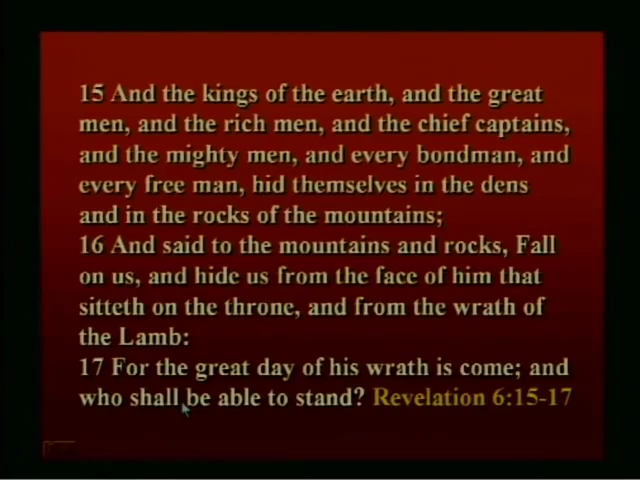 15 And the kings of the earth, and the great
men, and the rich men, and the chief captains,
and the mighty men, and every bondman, and
every free man, hid themselves in the dens
and in the rocks of the mountains;
16 And said to the mountains and rocks, Fall
on us, and hide us from the face of him that
sitteth on the throne, and from the wrath of
the Lamb:
17 For the great day of his wrath is come; and
who shall be able to stand? Revelation 6:15-17